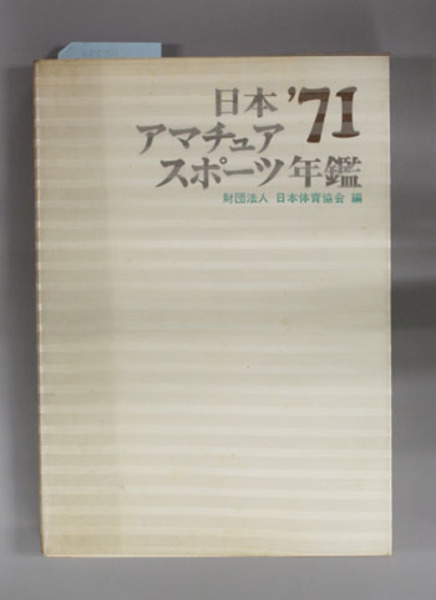 日本 '71
アマチュア
スポーツ年鑑
財団法人 日本体育協会 編